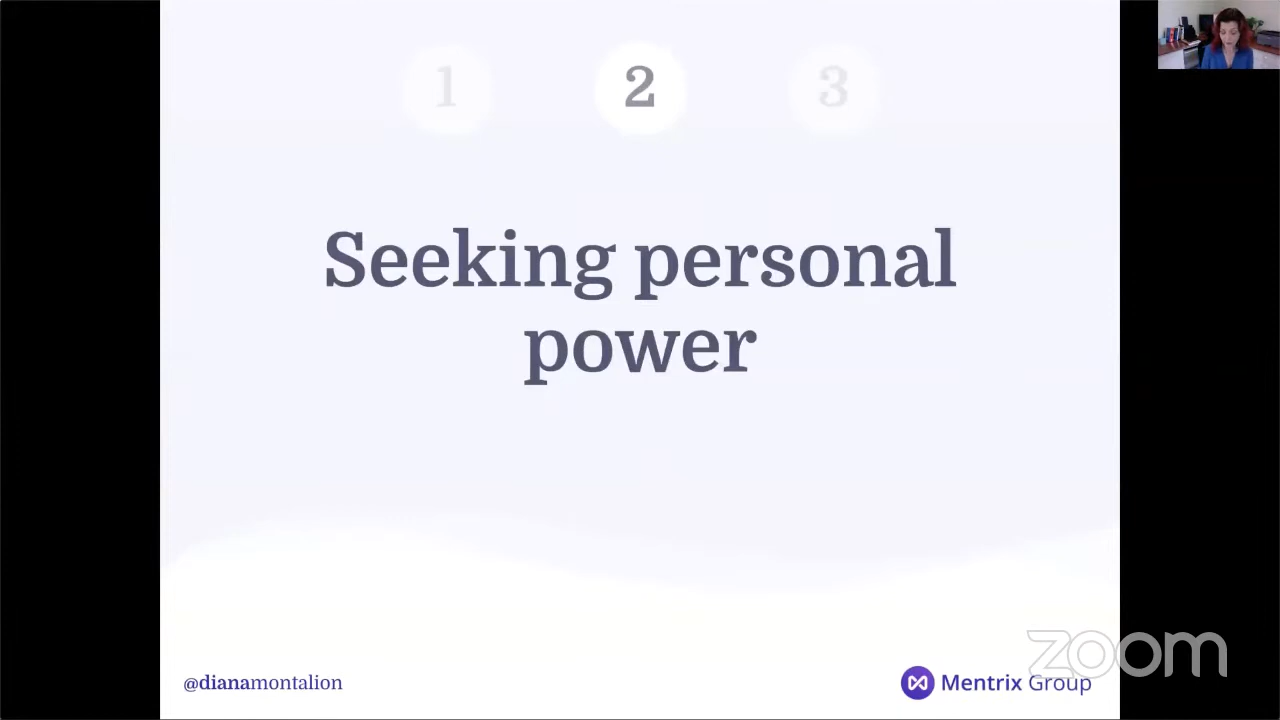 1
2
3
Seeking personal
power
@dianamontalion
Mentrix Group
zoom